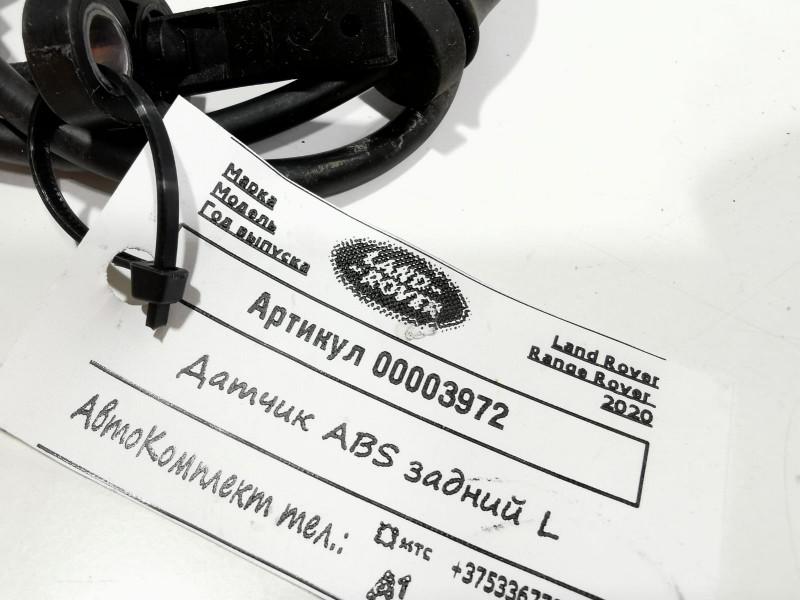 Марка
Модель
Год выпуска
LAND-
-ROVER
Land Rover
Range Rover
2020
Артикул 00003972
Датчик ABS задний L
АвтоКомплект тел.:
мтс
A1